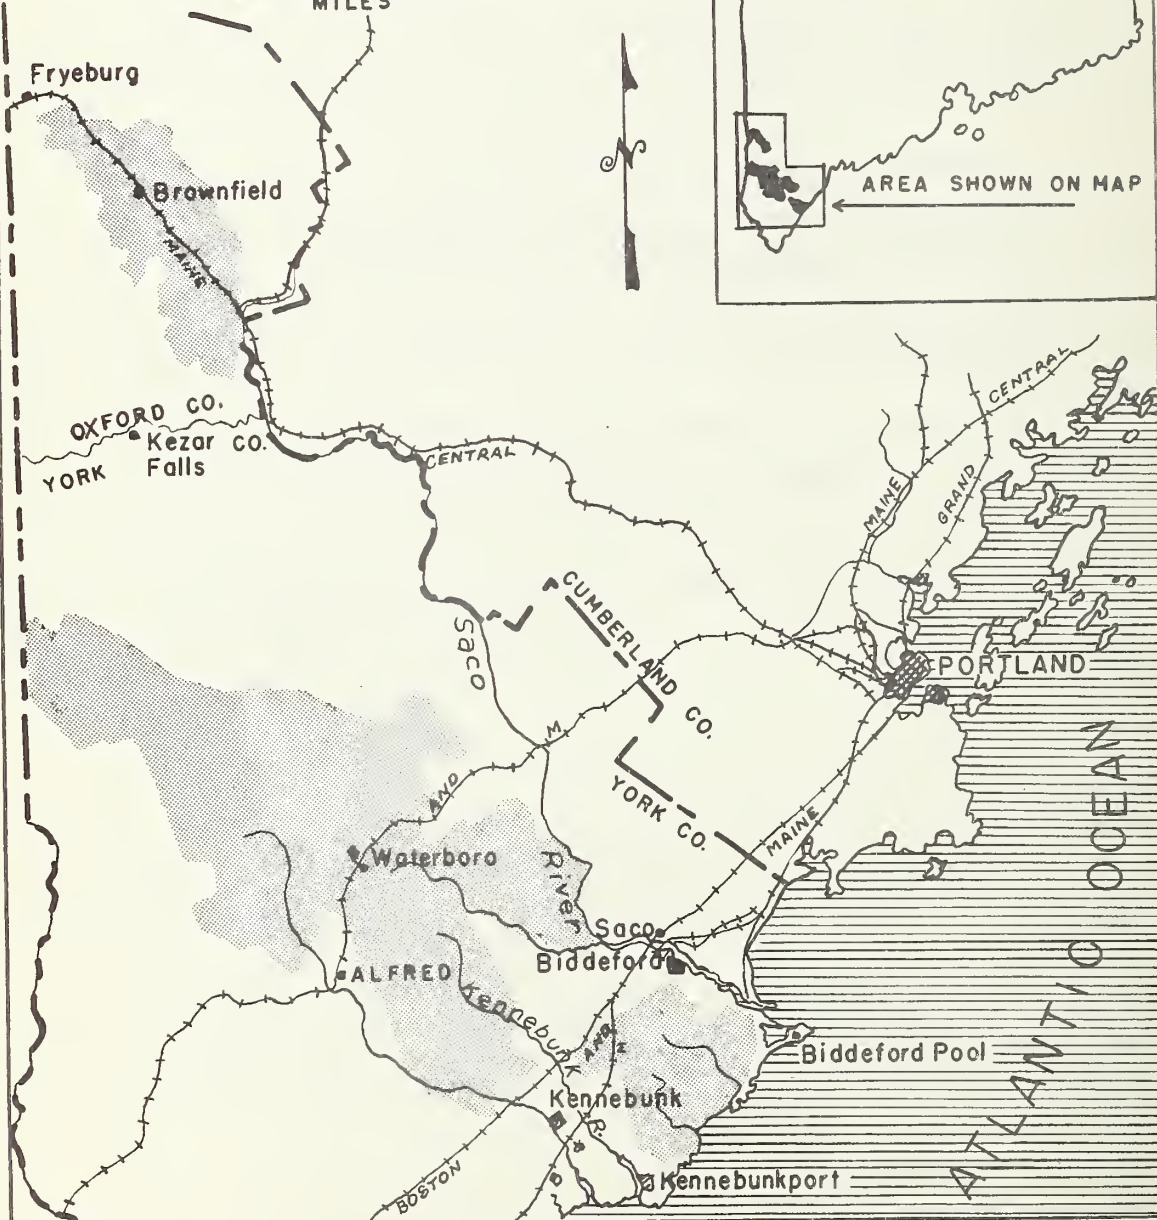 MILES
Fryeburg
N
AREA SHOWN ON MAP
Brownfield
MAINE
CENTRAL
OXFORD CO.
Kezar
Falls
YORK CO.
CENTRAL
MAINE
GRAND
CUMBERLAND CO.
Saco
PORTLAND
M
YORK CO.
AND
MAINE
Waterboro
River
Saco
Biddeford
ALFRED
Kennebunk
AND
M
Biddeford Pool
Kennebunk
R.
B
Kennebunkport
BOSTON
ATLANTIC OCEAN